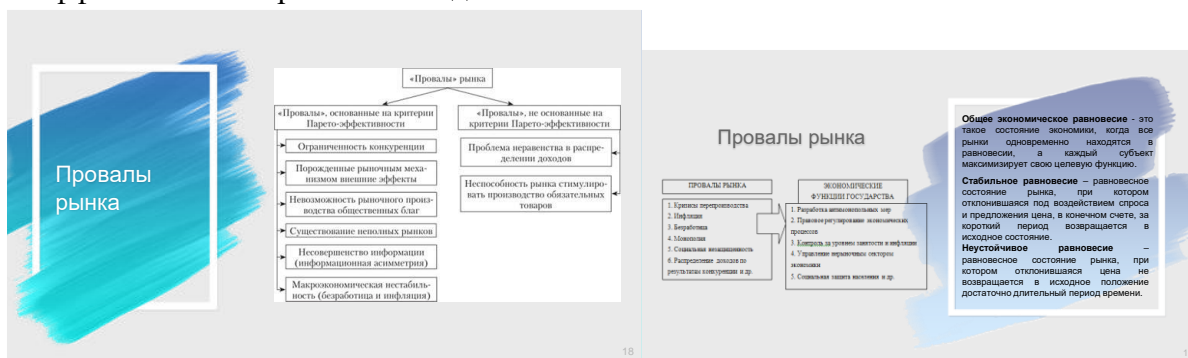 Провалы
рынка
«Провалы» рынка
«Провалы», основанные на критерии
Парето-эффективности
Ограниченность конкуренции
Порожденные рыночным меха-
низмом внешние эффекты
Невозможность рыночного произ-
водства общественных благ
Существование неполных рынков
Несовершенство информации
(информационная асимметрия)
Макроэкономическая нестабиль-
ность (безработица и инфляция)
«Провалы», не основанные на
критерии Парето-эффективности
Проблема неравенства в распре-
делении доходов
Неспособность рынка стимулиро-
вать производство обязательных
товаров
18
Провалы рынка
ПРОВАЛЫ РЫНКА
1. Кризисы перепроизводства
2. Инфляция
3. Безработица
4. Монополии
5. Социальная незащищенность
6. Распределение доходов по
результатам конкуренции и др.
ЭКОНОМИЧЕСКИЕ
ФУНКЦИИ ГОСУДАРСТВА
1. Разработка антимонопольных мер
2. Правовое регулирование экономических
процессов
3. Контроль за уровнем занятости и инфляции
4. Управление нерыночным сектором
экономики
5. Социальная защита населения и др.
Общее экономическое равновесие - это
такое состояние экономики, когда все
рынки одновременно находятся в
равновесии, а каждый субъект
максимизирует свою целевую функцию.
Стабильное равновесие – равновесное
состояние рынка, при котором
отклонившаяся под воздействием спроса
и предложения цена, в конечном счете, за
короткий период возвращается в
исходное состояние.
Неустойчивое равновесие –
равновесное состояние рынка, при
котором отклонившаяся цена не
возвращается в исходное положение
достаточно длительный период времени.